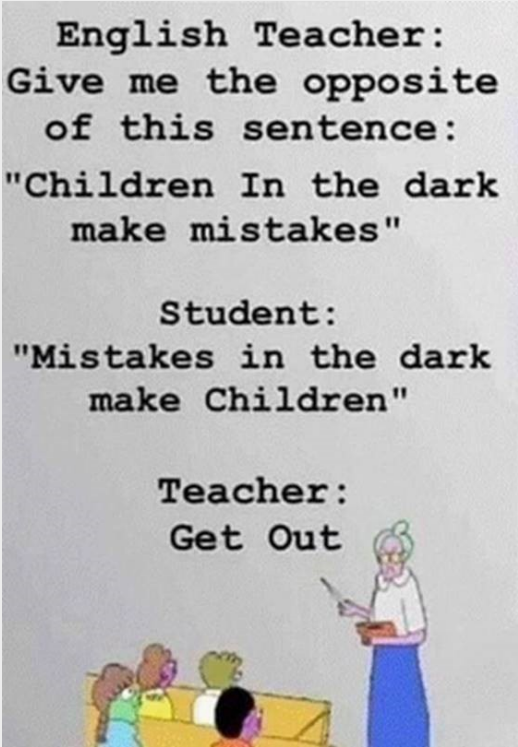 English Teacher:
Give me the opposite
of this sentence:
"Children In the dark
make mistakes"
Student:
"Mistakes in the dark
make Children"
Teacher:
Get Out